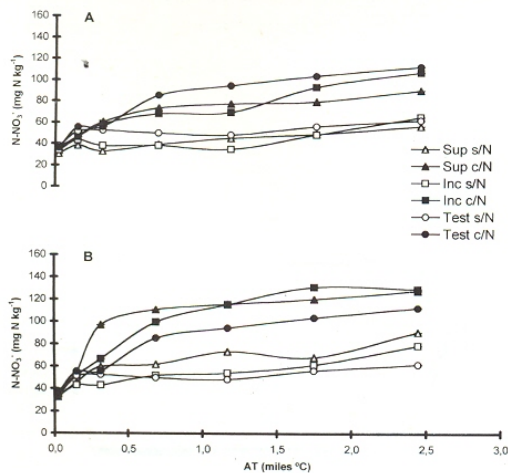 A
N-NO₃⁻ (mg N kg⁻¹)
160
140
120
100
80
60
40
20
0
Sup s/N
Sup c/N
Inc s/N
Inc c/N
Test s/N
Test c/N
B
N-NO₃⁻ (mg N kg⁻¹)
160
140
120
100
80
60
40
20
0
0,0 0,5 1,0 1,5 2,0 2,5 3,0
AT (miles ºC)